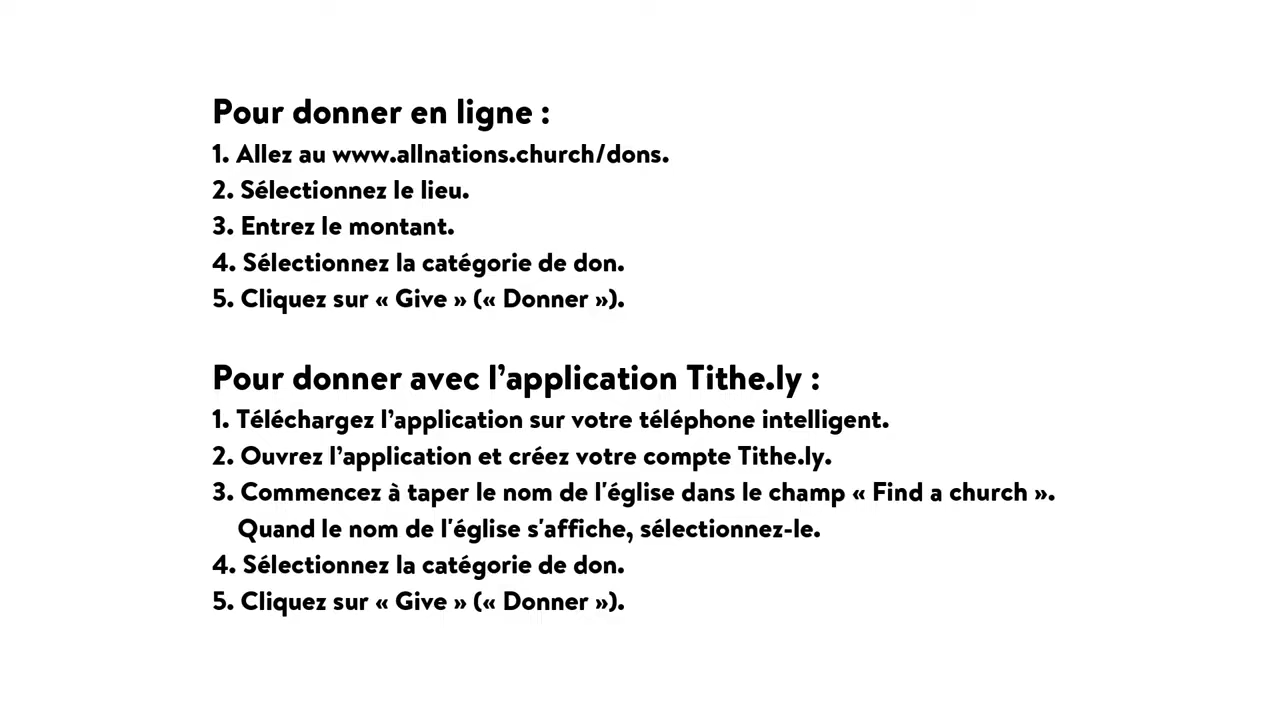 Pour donner en ligne :
1. Allez au www.allnations.church/dons.
2. Sélectionnez le lieu.
3. Entrez le montant.
4. Sélectionnez la catégorie de don.
5. Cliquez sur « Give » (« Donner »).
Pour donner avec l’application Tithe.ly :
1. Téléchargez l’application sur votre téléphone intelligent.
2. Ouvrez l’application et créez votre compte Tithe.ly.
3. Commencez à taper le nom de l'église dans le champ « Find a church ».
Quand le nom de l'église s'affiche, sélectionnez-le.
4. Sélectionnez la catégorie de don.
5. Cliquez sur « Give » (« Donner »).